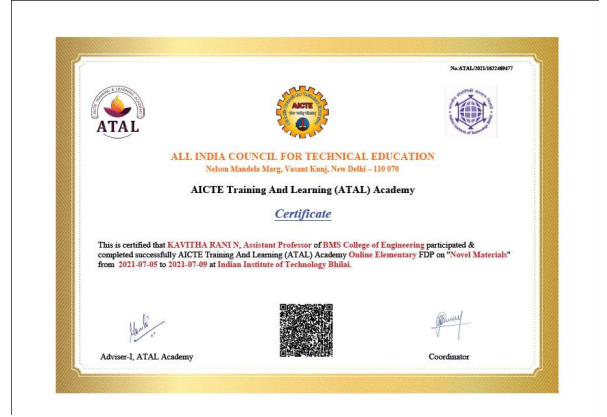 No:ATAL/2021/1622469477
ATAL
AICTE
ALL INDIA COUNCIL FOR TECHNICAL EDUCATION
Nelson Mandela Marg, Vasant Kunj, New Delhi – 110 070
AICTE Training And Learning (ATAL) Academy
Certificate
This is certified that KAVITHA RANI N, Assistant Professor of BMS College of Engineering participated &
completed successfully AICTE Training And Learning (ATAL) Academy Online Elementary FDP on "Novel Materials"
from 2021-07-05 to 2021-07-09 at Indian Institute of Technology Bhilai.
Adviser-I, ATAL Academy
Coordinator